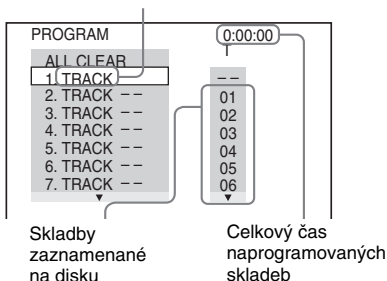 PROGRAM 0:00:00
ALL CLEAR
1. TRACK – –
2. TRACK – – 01
3. TRACK – – 02
4. TRACK – – 03
5. TRACK – – 04
6. TRACK – – 05
7. TRACK – – 06
Skladby
zaznamenané
na disku
Celkový čas
naprogramovaných
skladeb